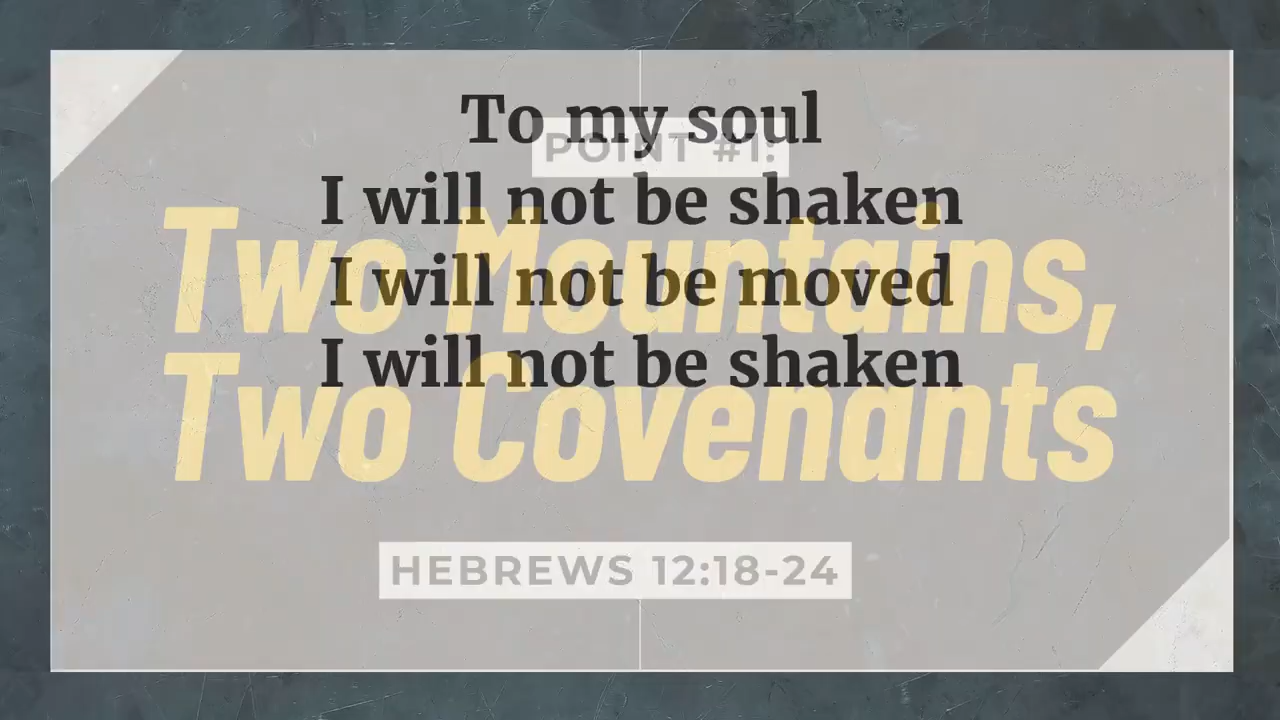 To my soul
POINT #1:
I will not be shaken
Two Mountains,
I will not be moved
I will not be shaken
Two Covenants
HEBREWS 12:18-24